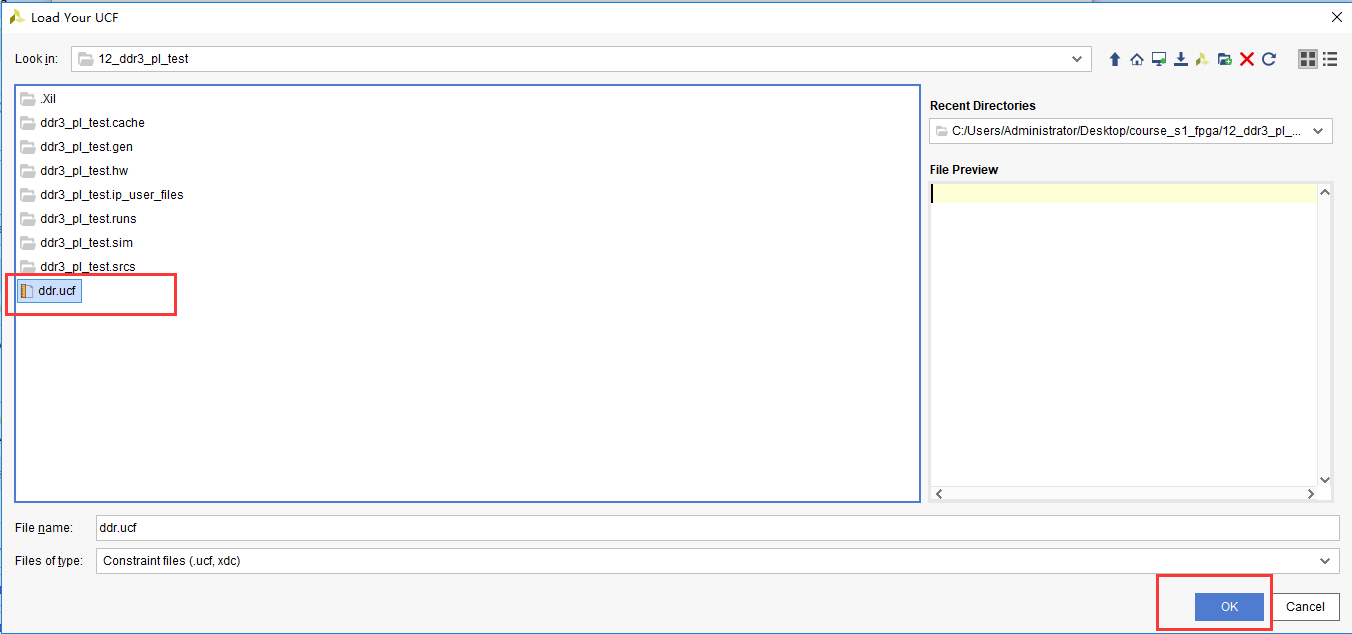 Load Your UCF
Look in: 12_ddr3_pl_test
.Xil
ddr3_pl_test.cache
ddr3_pl_test.gen
ddr3_pl_test.hw
ddr3_pl_test.ip_user_files
ddr3_pl_test.runs
ddr3_pl_test.sim
ddr3_pl_test.srcs
ddr.ucf
Recent Directories
C:/Users/Administrator/Desktop/course_s1_fpga/12_ddr3_pl_...
File Preview
File name: ddr.ucf
Files of type: Constraint files (.ucf, xdc)
OK Cancel